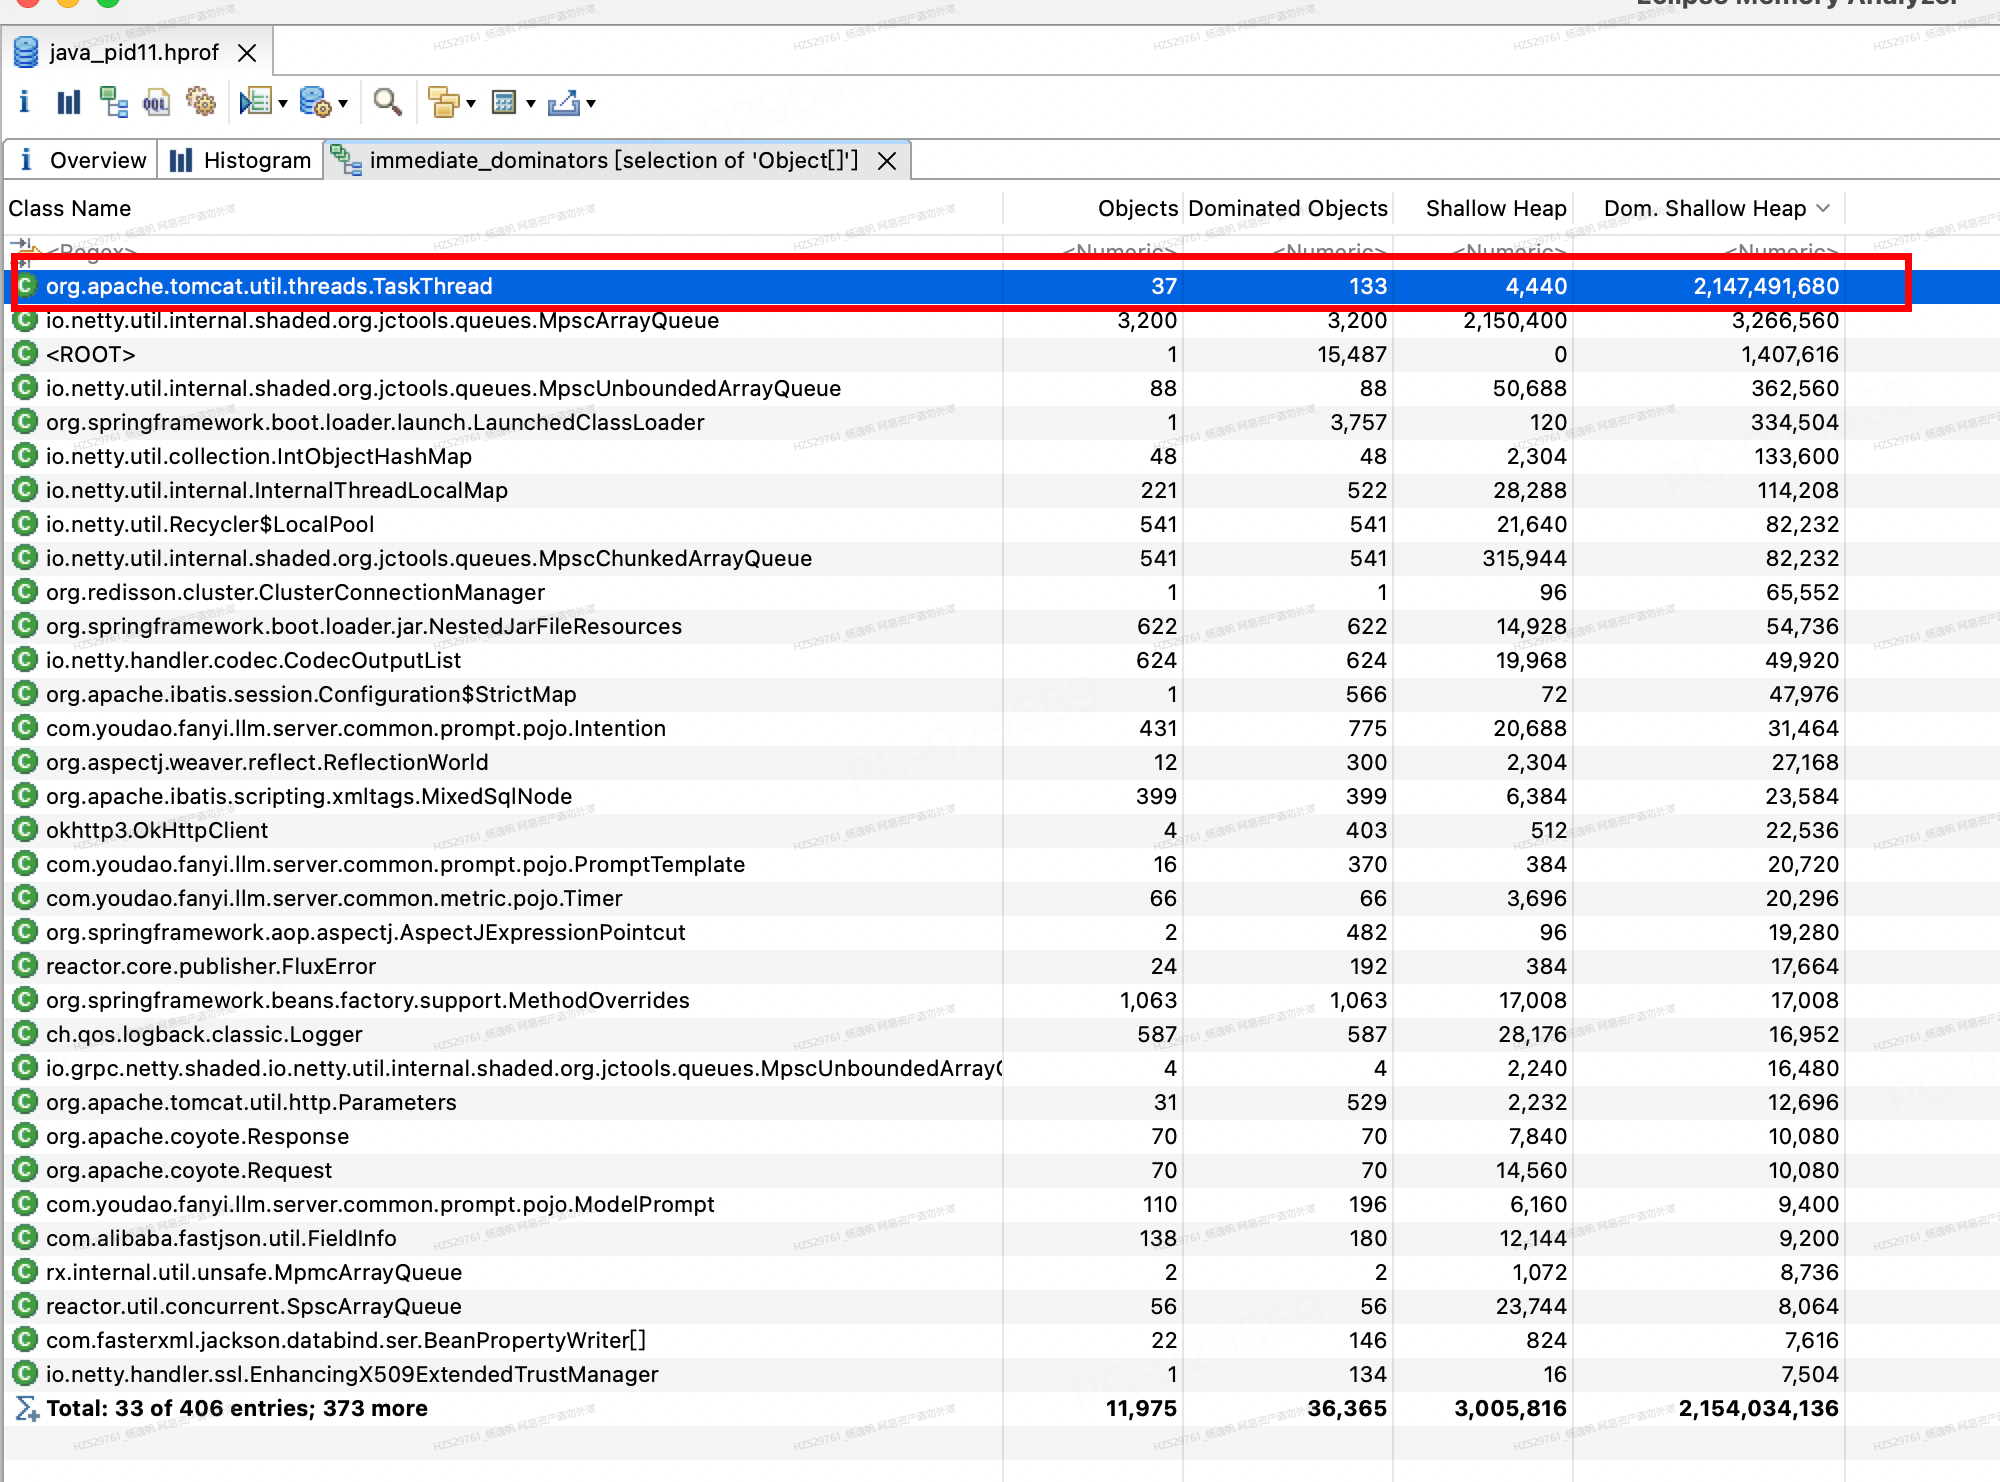 Eclipse Memory Analyzer
java_pid11.hprof
Overview Histogram immediate_dominators [selection of 'Object[]']
Class Name Objects Dominated Objects Shallow Heap Dom. Shallow Heap
<Regex> <Numeric> <Numeric> <Numeric> <Numeric>
org.apache.tomcat.util.threads.TaskThread 37 133 4,440 2,147,491,680
io.netty.util.internal.shaded.org.jctools.queues.MpscArrayQueue 3,200 3,200 2,150,400 3,266,560
<ROOT> 1 15,487 0 1,407,616
io.netty.util.internal.shaded.org.jctools.queues.MpscUnboundedArrayQueue 88 88 50,688 362,560
org.springframework.boot.loader.launch.LaunchedClassLoader 1 3,757 120 334,504
io.netty.util.collection.IntObjectHashMap 48 48 2,304 133,600
io.netty.util.internal.InternalThreadLocalMap 221 522 28,288 114,208
io.netty.util.Recycler$LocalPool 541 541 21,640 82,232
io.netty.util.internal.shaded.org.jctools.queues.MpscChunkedArrayQueue 541 541 315,944 82,232
org.redisson.cluster.ClusterConnectionManager 1 1 96 65,552
org.springframework.boot.loader.jar.NestedJarFileResources 622 622 14,928 54,736
io.netty.handler.codec.CodecOutputList 624 624 19,968 49,920
org.apache.ibatis.session.Configuration$StrictMap 1 566 72 47,976
com.youdao.fanyi.llm.server.common.prompt.pojo.Intention 431 775 20,688 31,464
org.aspectj.weaver.reflect.ReflectionWorld 12 300 2,304 27,168
org.apache.ibatis.scripting.xmltags.MixedSqlNode 399 399 6,384 23,584
okhttp3.OkHttpClient 4 403 512 22,536
com.youdao.fanyi.llm.server.common.prompt.pojo.PromptTemplate 16 370 384 20,720
com.youdao.fanyi.llm.server.common.metric.pojo.Timer 66 66 3,696 20,296
org.springframework.aop.aspectj.AspectJExpressionPointcut 2 482 96 19,280
reactor.core.publisher.FluxError 24 192 384 17,664
org.springframework.beans.factory.support.MethodOverrides 1,063 1,063 17,008 17,008
ch.qos.logback.classic.Logger 587 587 28,176 16,952
io.grpc.netty.shaded.io.netty.util.internal.shaded.org.jctools.queues.MpscUnboundedArray 4 4 2,240 16,480
org.apache.tomcat.util.http.Parameters 31 529 2,232 12,696
org.apache.coyote.Response 70 70 7,840 10,080
org.apache.coyote.Request 70 70 14,560 10,080
com.youdao.fanyi.llm.server.common.prompt.pojo.ModelPrompt 110 196 6,160 9,400
com.alibaba.fastjson.util.FieldInfo 138 180 12,144 9,200
rx.internal.util.unsafe.MpmcArrayQueue 2 2 1,072 8,736
reactor.util.concurrent.SpscArrayQueue 56 56 23,744 8,064
com.fasterxml.jackson.databind.ser.BeanPropertyWriter[] 22 146 824 7,616
io.netty.handler.ssl.EnhancingX509ExtendedTrustManager 1 134 16 7,504
Total: 33 of 406 entries; 373 more 11,975 36,365 3,005,816 2,154,034,136